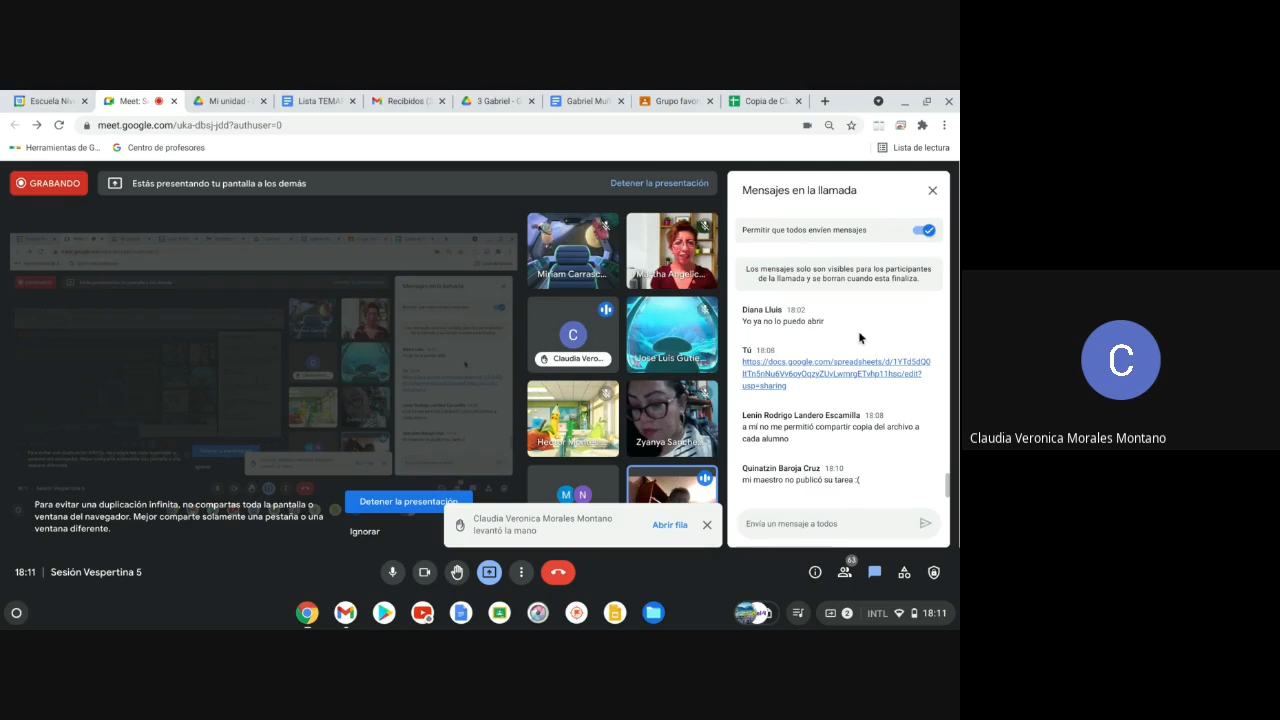 Escuela Niv
Meet: S
Mi unidad -
Lista TEMA
Recibidos (2
3 Gabriel - G
Gabriel Muñ
Grupo favor
Copia de C
meet.google.com/uka-dbsj-jdd?authuser=0
Herramientas de G...
Centro de profesores
Lista de lectura
GRABANDO
Estás presentando tu pantalla a los demás
Detener la presentación
Mensajes en la llamada
Permitir que todos envíen mensajes
Los mensajes solo son visibles para los participantes
de la llamada y se borran cuando esta finaliza.
Miriam Carrasc...
Martha Angelic...
Claudia Vero...
Jose Luis Gutie...
Zyanya Sanche...
M
N
Diana Lluis 18:02
Yo ya no lo puedo abrir
Tú 18:08
https://docs.google.com/spreadsheets/d/1YTd5dQ0
ItTn5nNu6Vv6oyOqzyZUvLwmrgETvhp11hsc/edit?
usp=sharing
Lenin Rodrigo Landero Escamilla 18:08
a mí no me permitió compartir copia del archivo a
cada alumno
Quinatzin Baroja Cruz 18:10
mi maestro no publicó su tarea :(
Envía un mensaje a todos
Para evitar una duplicación infinita, no compartas toda la pantalla o
ventana del navegador. Mejor comparte solamente una pestaña o una
ventana diferente.
Detener la presentación
Ignorar
Claudia Veronica Morales Montano
levantó la mano
Abrir fila
18:11 | Sesión Vespertina 5
63
2
INTL
18:11
C
C
Claudia Veronica Morales Montano